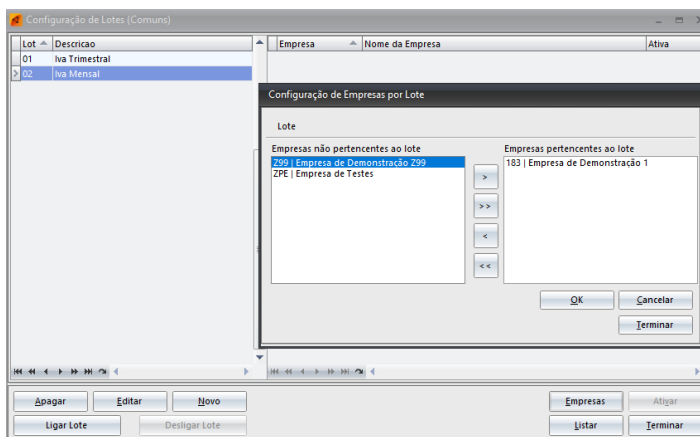 Configuração de Lotes (Comuns)
Lot Descricao
01 Iva Trimestral
02 Iva Mensal
Empresa Nome da Empresa Ativa
Configuração de Empresas por Lote
Lote
Empresas não pertencentes ao lote
Z99 | Empresa de Demonstração Z99
ZPE | Empresa de Testes
>
>>
<
<<
Empresas pertencentes ao lote
183 | Empresa de Demonstração 1
OK Cancelar
Terminar
Apagar Editar Novo
Ligar Lote Desligar Lote
Empresas Ativar
Listar Terminar